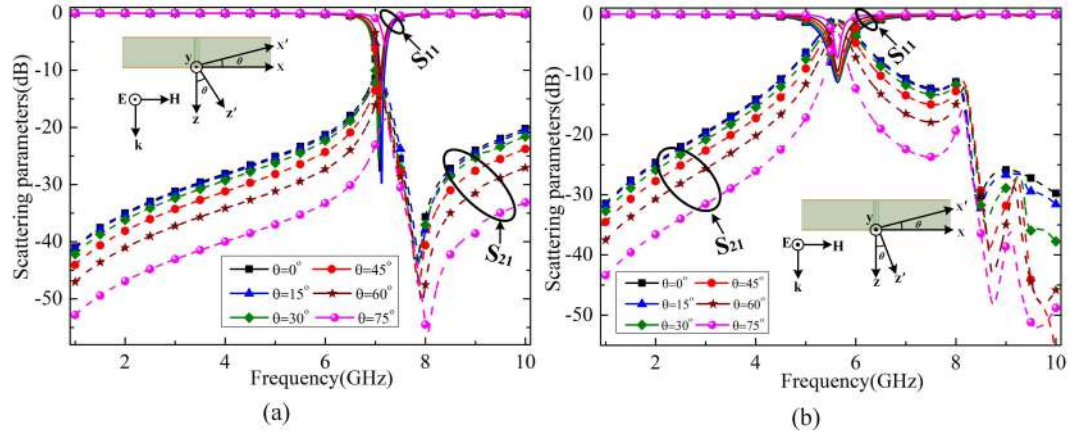 0
-10
-20
-30
-40
-50
Scattering parameters(dB)
2 4 6 8 10
Frequency(GHz)
S11
S21
y
x'
θ
x
θ
z
z'
E
H
k
θ=0° θ=45°
θ=15° θ=60°
θ=30° θ=75°
(a)
0
-10
-20
-30
-40
-50
Scattering parameters(dB)
2 4 6 8 10
Frequency(GHz)
S11
S21
y
x'
θ
x
θ
z
z'
E
H
k
θ=0° θ=45°
θ=15° θ=60°
θ=30° θ=75°
(b)